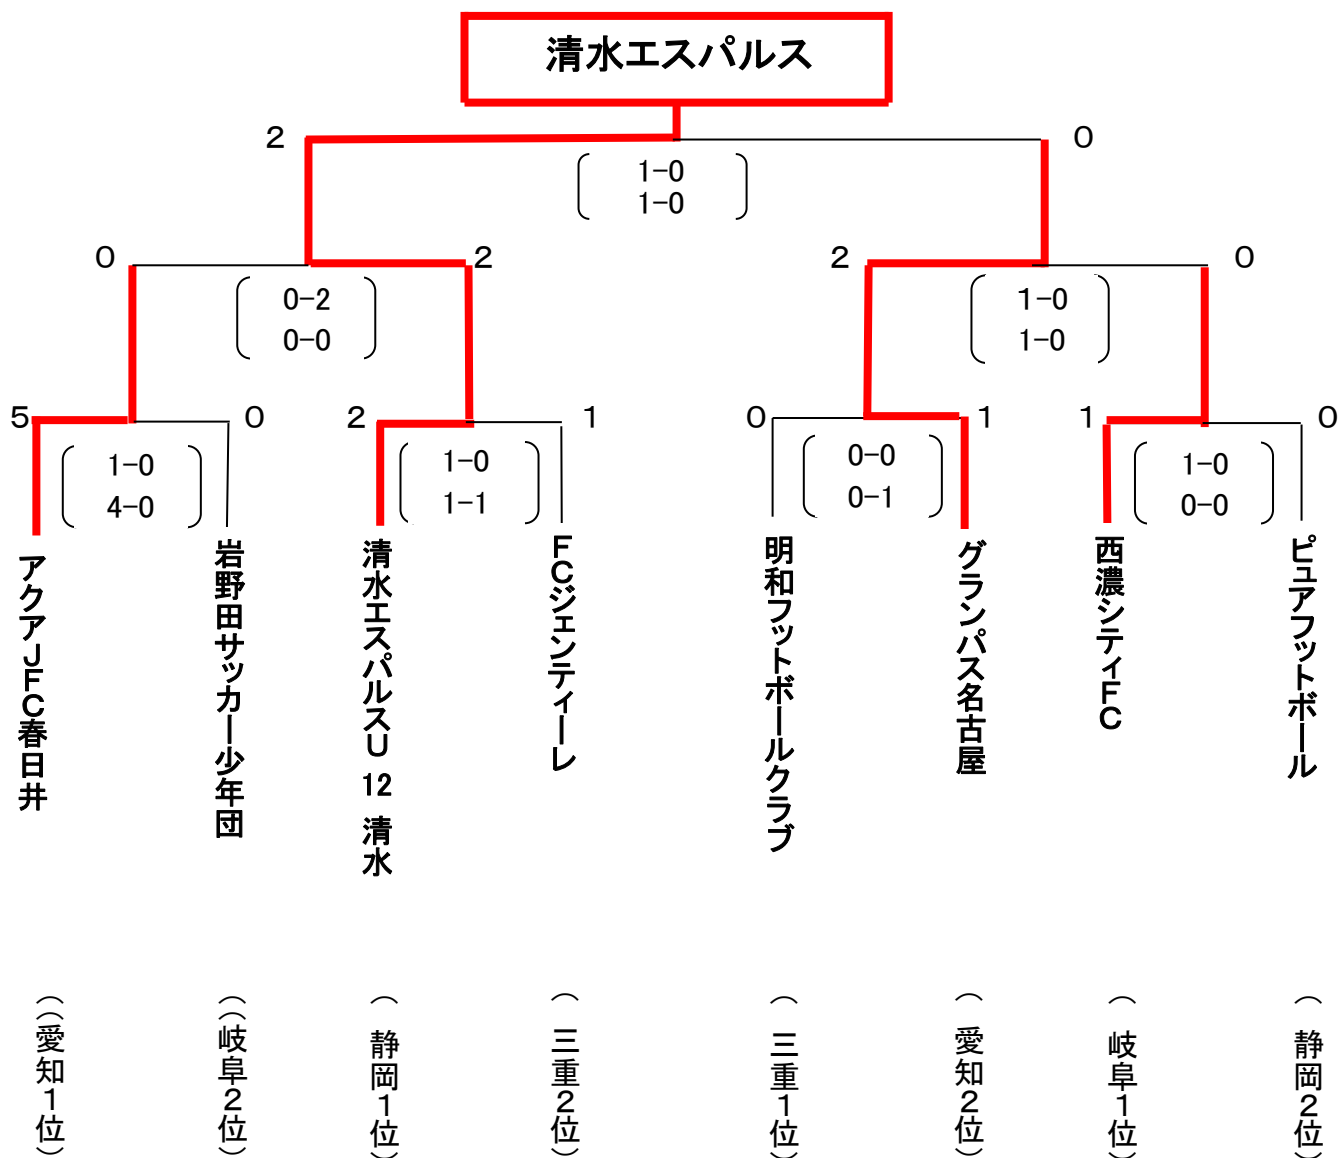 清水エスパルス
2
0
1-0
1-0
0
2
2
0
0-2
0-0
1-0
1-0
5
0
2
1
0
1
1
0
1-0
4-0
1-0
1-1
0-0
0-1
1-0
0-0
アクアJFC春日井
岩野田サッカー少年団
清水エスパルスU 12 清水
FCジェンティーレ
明和フットボールクラブ
グランパス名古屋
西濃シティFC
ピュアフットボール
((愛知1位)
((岐阜2位)
( 静岡1位)
( 三重2位)
( 三重1位)
( 愛知2位)
( 岐阜1位)
( 静岡2位)